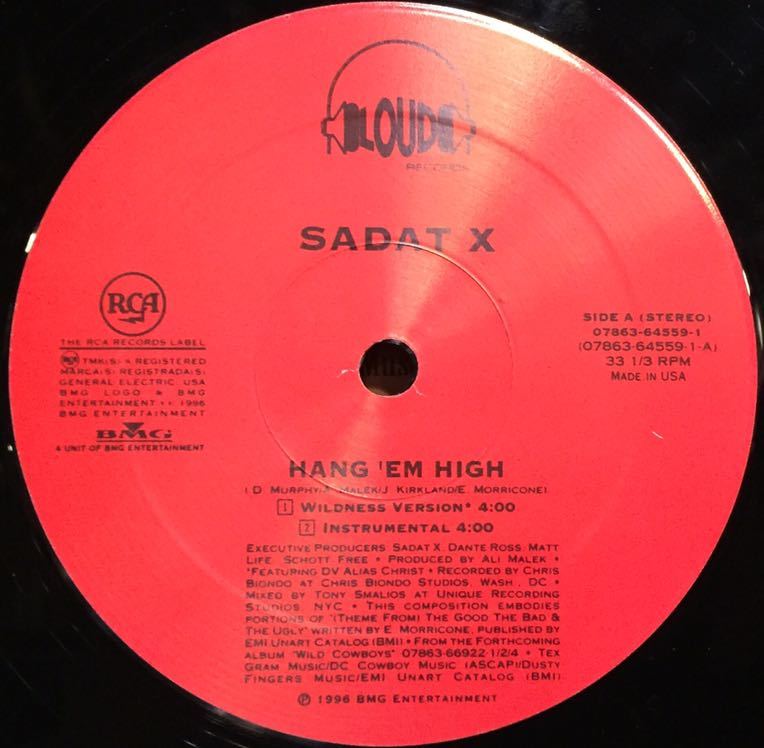 LOUD
RECORDS
SADAT X
RCA
THE RCA RECORDS LABEL
TMK(S) ® REGISTERED
MARCA(S) REGISTRADA(S)
GENERAL ELECTRIC, USA
BMG LOGO & BMG
ENTERTAINMENT 1996
BMG ENTERTAINMENT
BMG
A UNIT OF BMG ENTERTAINMENT
SIDE A (STEREO)
07863-64559-1
(07863-64559-1-A)
33 1/3 RPM
MADE IN USA
HANG 'EM HIGH
(D. MURPHY/A. MALEK/J. KIRKLAND/E. MORRICONE)
1 WILDNESS VERSION* 4:00
2 INSTRUMENTAL 4:00
EXECUTIVE PRODUCERS: SADAT X, DANTE ROSS, MATT
LIFE, SCHOTT FREE • PRODUCED BY ALI MALEK •
*FEATURING DV ALIAS CHRIST • RECORDED BY CHRIS
BIONDO AT CHRIS BIONDO STUDIOS, WASH., DC •
MIXED BY TONY SMALIOS AT UNIQUE RECORDING
STUDIOS, NYC • THIS COMPOSITION EMBODIES
PORTIONS OF "(THEME FROM) THE GOOD THE BAD &
THE UGLY" WRITTEN BY E. MORRICONE, PUBLISHED BY
EMI UNART CATALOG (BMI) • FROM THE FORTHCOMING
ALBUM "WILD COWBOYS" 07863-66922-1/2/4 • TEX
GRAM MUSIC/DC COWBOY MUSIC (ASCAP)/DUSTY
FINGERS MUSIC/EMI UNART CATALOG (BMI).
℗ 1996 BMG ENTERTAINMENT